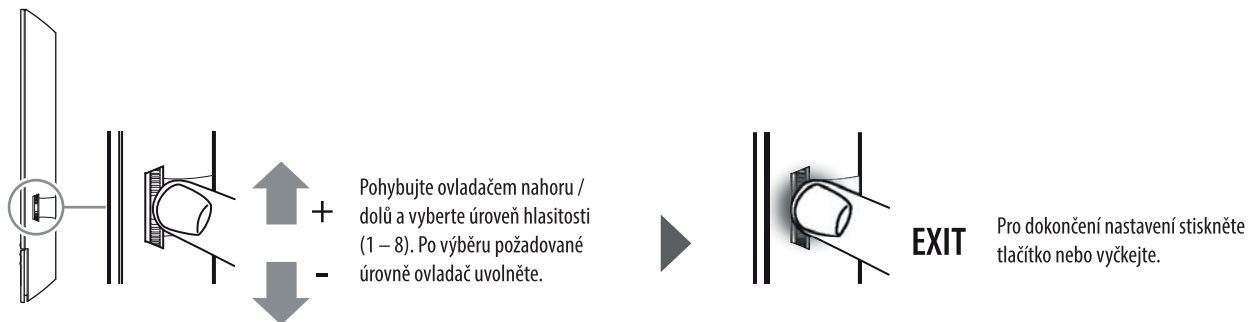 +
-
Pohybujte ovladačem nahoru /
dolů a vyberte úroveň hlasitosti
(1 – 8). Po výběru požadované
úrovně ovladač uvolněte.
EXIT
Pro dokončení nastavení stiskněte
tlačítko nebo vyčkejte.